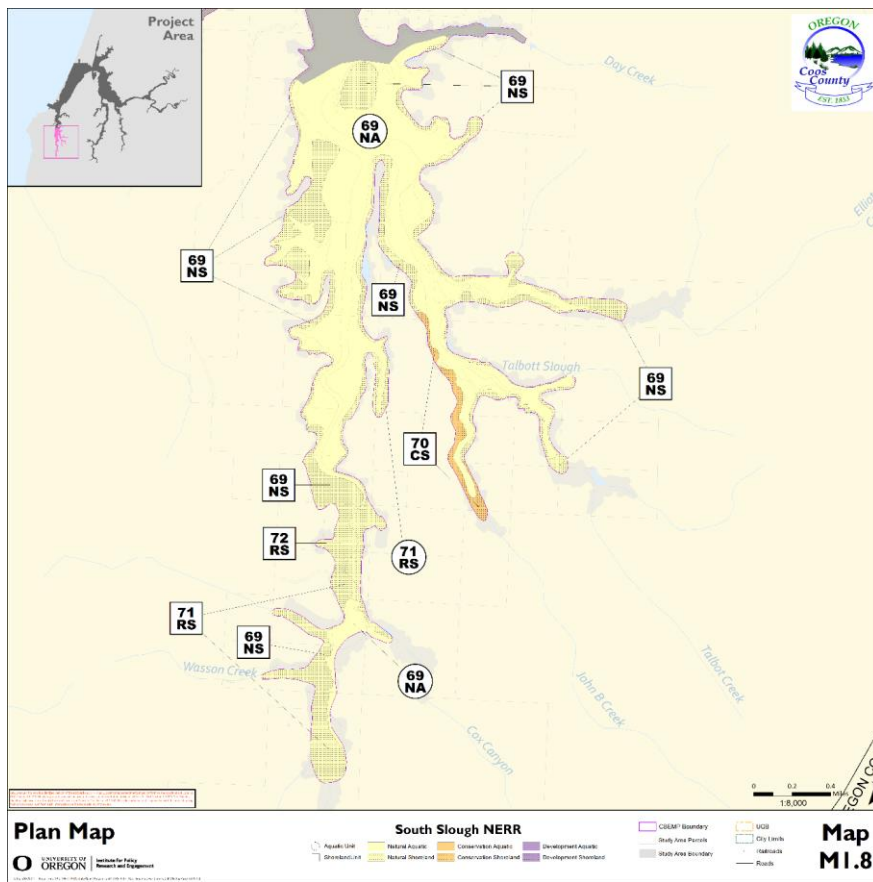 Project
Area
OREGON
Coos
County
EST. 1853
Day Creek
69
NS
69
NA
69
NS
69
NS
Talbott Slough
69
NS
70
CS
69
NS
72
RS
71
RS
71
RS
69
NS
Wasson Creek
69
NA
Cox Canyon
John B Creek
Talbot Creek
0 0.2 0.4
Miles
1:8,000
Plan Map
UNIVERSITY OF
OREGON
Institute for Policy
Research and Engagement
South Slough NERR
Aquatic Unit
Shoreland Unit
Natural Aquatic
Natural Shoreland
Conservation Aquatic
Conservation Shoreland
Development Aquatic
Development Shoreland
CBEMP Boundary
Study Area Parcels
Study Area Boundary
UGB
City Limits
Railroads
Roads
Map
M1.8